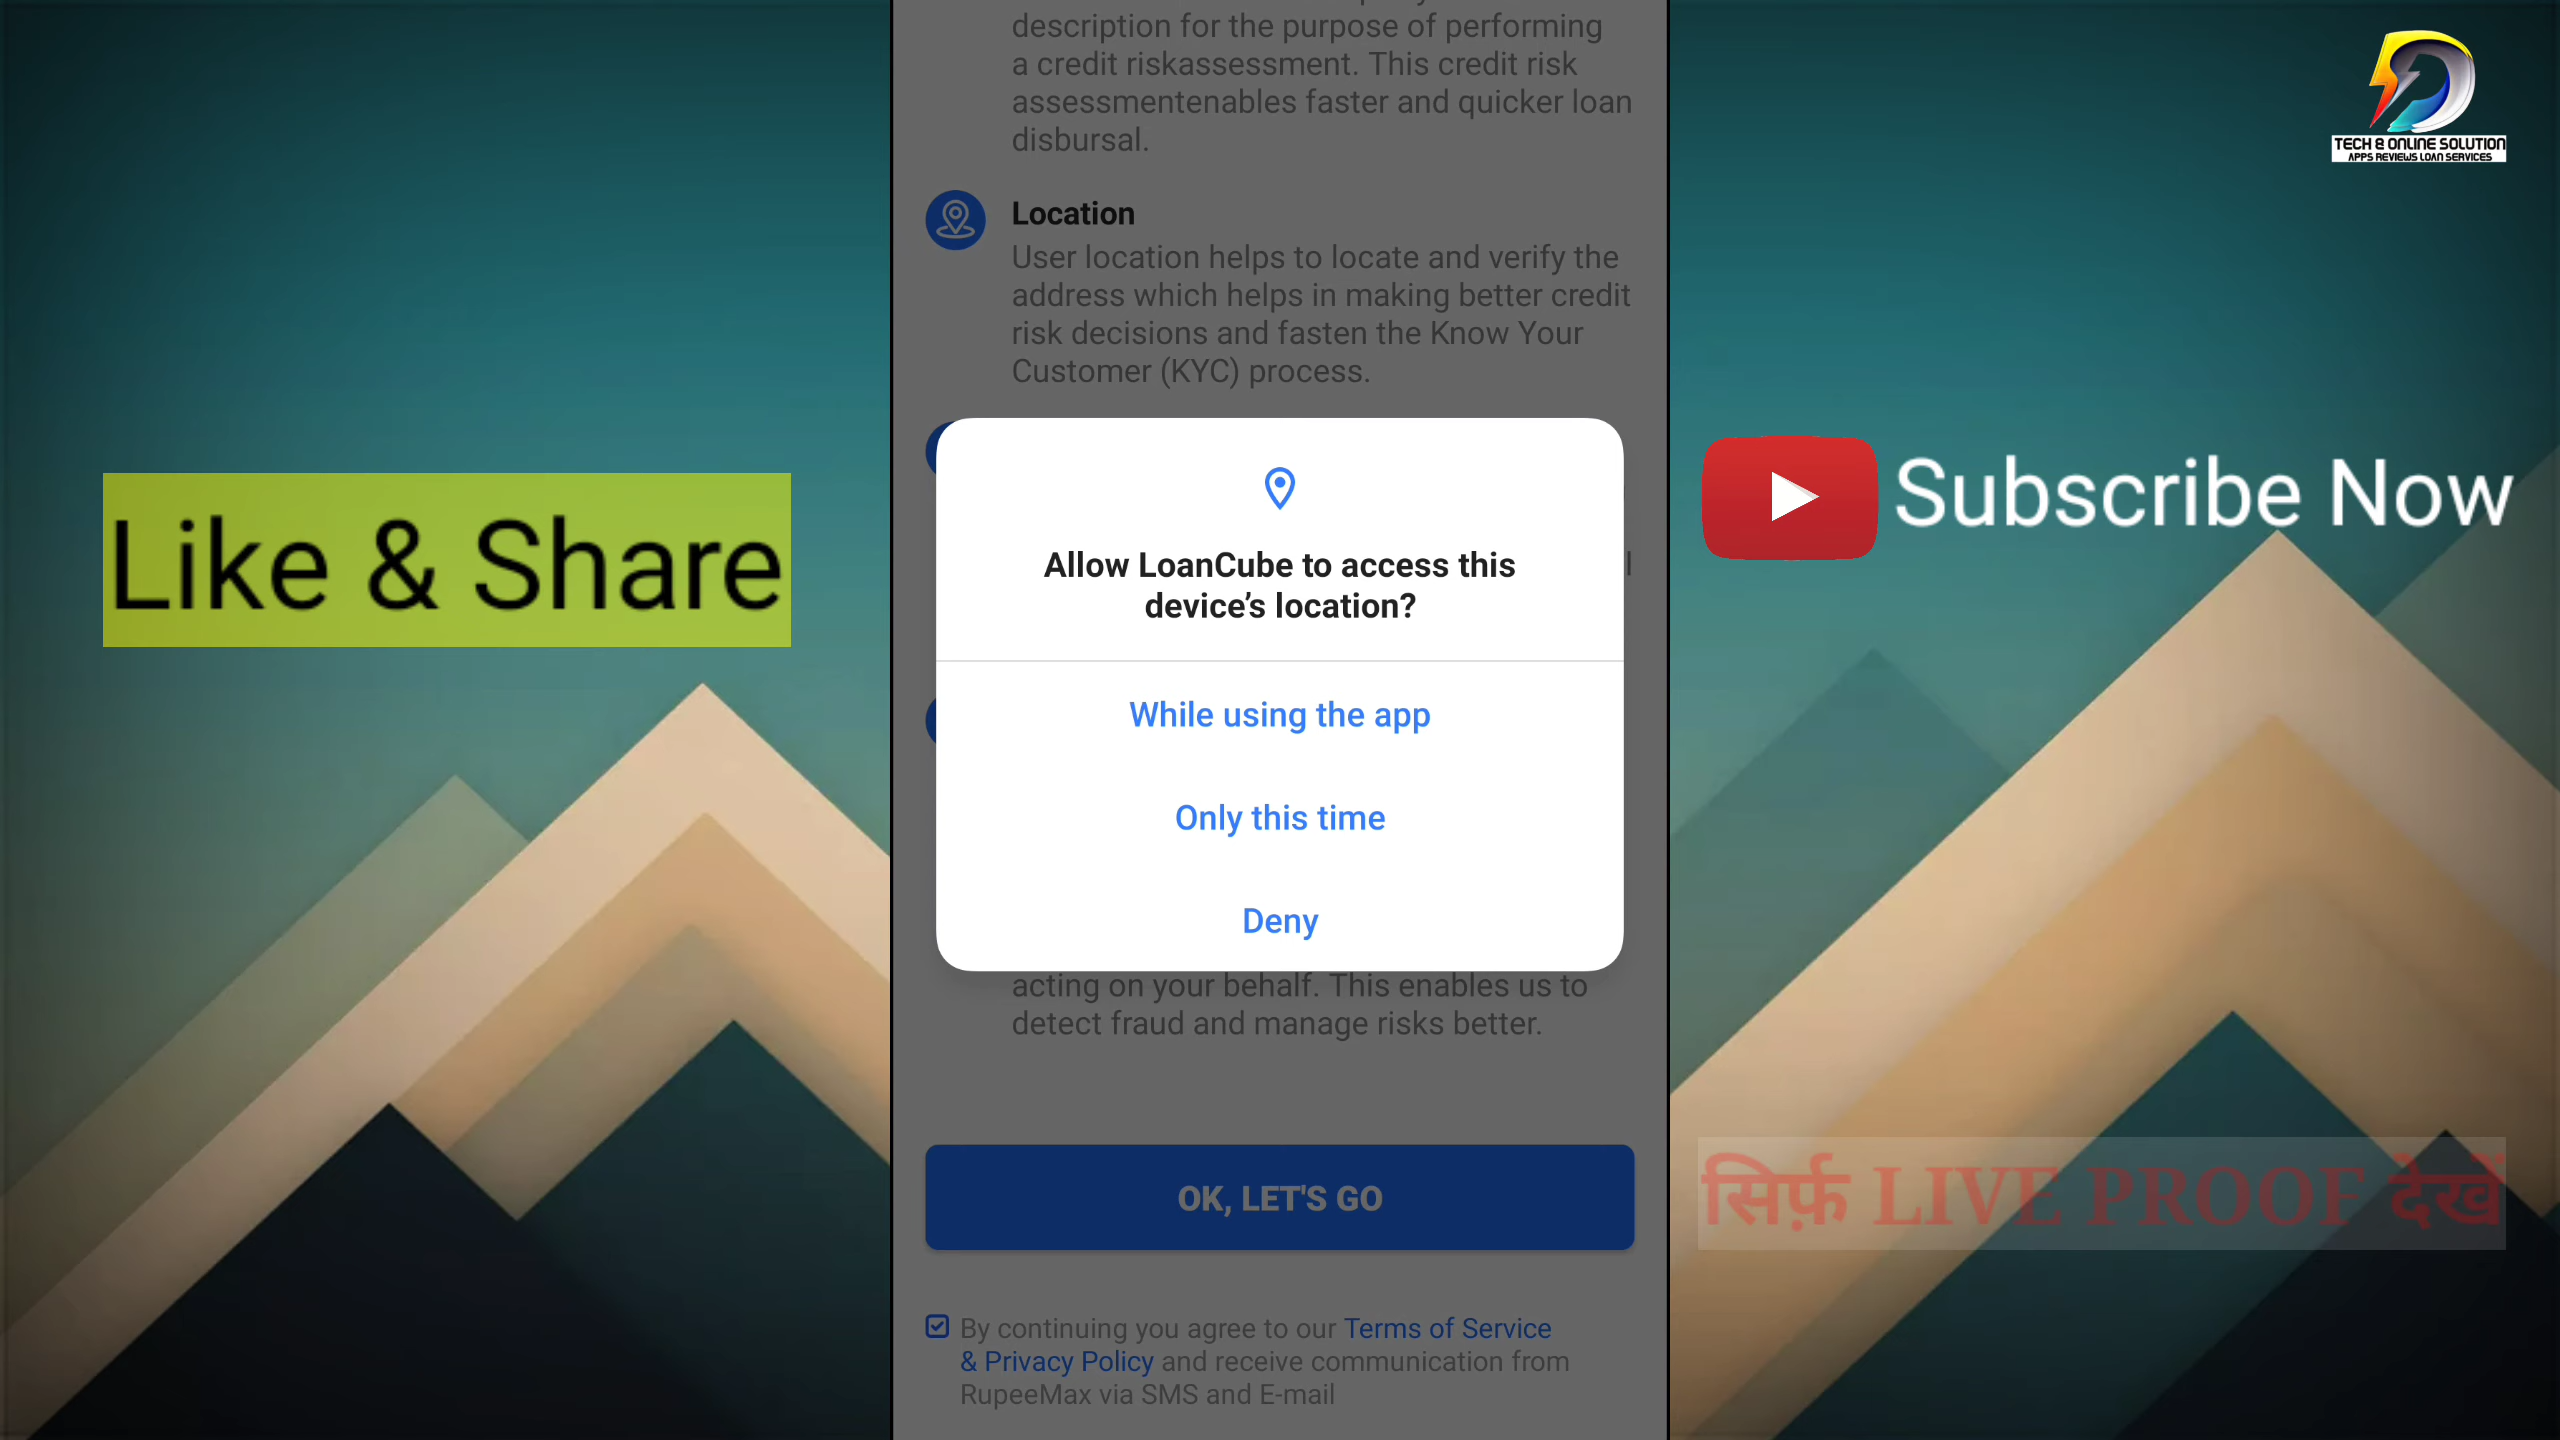 description for the purpose of performing
a credit riskassessment. This credit risk
assessmentenables faster and quicker loan
disbursal.
Location
User location helps to locate and verify the
address which helps in making better credit
risk decisions and fasten the Know Your
Customer (KYC) process.
Allow LoanCube to access this
device’s location?
While using the app
Only this time
Deny
acting on your behalf. This enables us to
detect fraud and manage risks better.
OK, LET'S GO
By continuing you agree to our Terms of Service
& Privacy Policy and receive communication from
RupeeMax via SMS and E-mail
Like & Share
TECH & ONLINE SOLUTION
APPS REVIEWS LOAN SERVICES
Subscribe Now
सिर्फ़ LIVE PROOF देखें